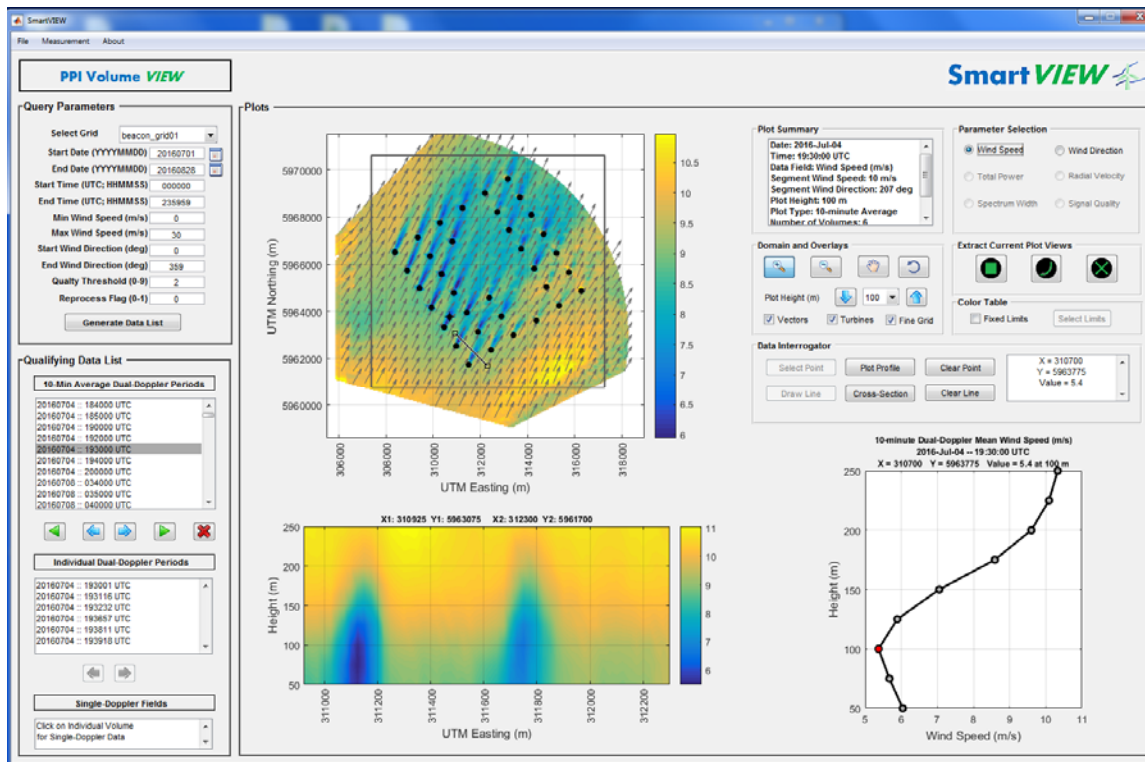 SmartVIEW
File Measurement About
PPI Volume VIEW
SmartVIEW
Query Parameters
Select Grid beacon_grid01
Start Date (YYYYMMDD) 20160701
End Date (YYYYMMDD) 20160828
Start Time (UTC; HHMMSS) 000000
End Time (UTC; HHMMSS) 235959
Min Wind Speed (m/s) 0
Max Wind Speed (m/s) 30
Start Wind Direction (deg) 0
End Wind Direction (deg) 359
Qualty Threshold (0-9) 2
Reprocess Flag (0-1) 0
Generate Data List
Qualifying Data List
10-Min Average Dual-Doppler Periods
20160704 :: 184000 UTC
20160704 :: 185000 UTC
20160704 :: 190000 UTC
20160704 :: 192000 UTC
20160704 :: 193000 UTC
20160704 :: 194000 UTC
20160704 :: 200000 UTC
20160708 :: 034000 UTC
20160708 :: 035000 UTC
20160708 :: 040000 UTC
Individual Dual-Doppler Periods
20160704 :: 193001 UTC
20160704 :: 193116 UTC
20160704 :: 193232 UTC
20160704 :: 193657 UTC
20160704 :: 193811 UTC
20160704 :: 193918 UTC
Single-Doppler Fields
Click on Individual Volume
for Single-Doppler Data
Plots
UTM Northing (m)
5970000
5968000
5966000
5964000
5962000
5960000
306000 308000 310000 312000 314000 316000 318000
UTM Easting (m)
10.5
10
9.5
9
8.5
8
7.5
7
6.5
6
X1: 310925 Y1: 5963075 X2: 312300 Y2: 5961700
Height (m)
250
200
150
100
50
311000 311200 311400 311600 311800 312000 312200
UTM Easting (m)
11
10
9
8
7
6
Plot Summary
Date: 2016-Jul-04
Time: 19:30:00 UTC
Data Field: Wind Speed (m/s)
Segment Wind Speed: 10 m/s
Segment Wind Direction: 207 deg
Plot Height: 100 m
Plot Type: 10-minute Average
Number of Volumes: 6
Parameter Selection
Wind Speed Wind Direction
Total Power Radial Velocity
Spectrum Width Signal Quality
Domain and Overlays
Plot Height (m) 100
Vectors Turbines Fine Grid
Extract Current Plot Views
Color Table
Fixed Limits Select Limits
Data Interrogator
Select Point Plot Profile Clear Point
Draw Line Cross-Section Clear Line
X = 310700
Y = 5963775
Value = 5.4
10-minute Dual-Doppler Mean Wind Speed (m/s)
2016-Jul-04 -- 19:30:00 UTC
X = 310700 Y = 5963775 Value = 5.4 at 100 m
Height (m)
250
200
150
100
50
5 6 7 8 9 10 11
Wind Speed (m/s)